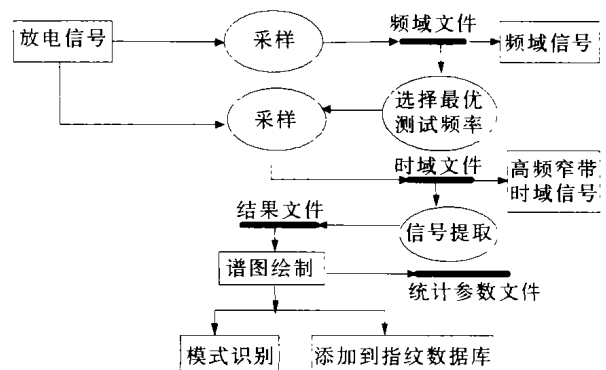 频域文件
放电信号
采样
频域信号
选择最优
测试频率
采样
时域文件
高频窄带
时域信号
结果文件
信号提取
谱图绘制
统计参数文件
模式识别
添加到指纹数据库